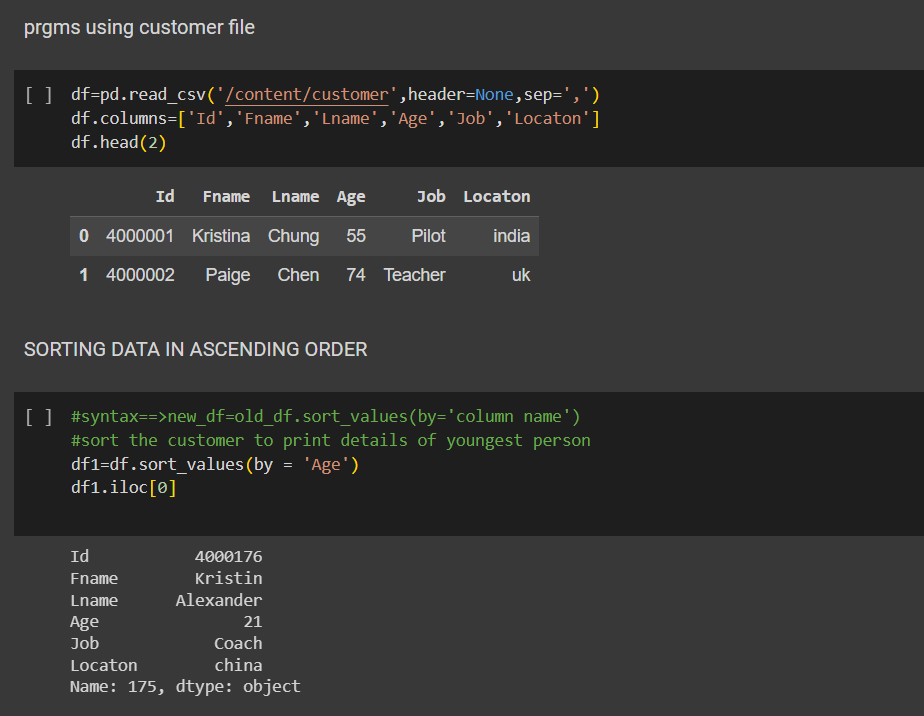 prgms using customer file
[ ] df=pd.read_csv('/content/customer',header=None,sep=',')
df.columns=['Id','Fname','Lname','Age','Job','Locaton']
df.head(2)
Id Fname Lname Age Job Locaton
0 4000001 Kristina Chung 55 Pilot india
1 4000002 Paige Chen 74 Teacher uk
SORTING DATA IN ASCENDING ORDER
[ ] #syntax==>new_df=old_df.sort_values(by='column name')
#sort the customer to print details of youngest person
df1=df.sort_values(by = 'Age')
df1.iloc[0]
Id 4000176
Fname Kristin
Lname Alexander
Age 21
Job Coach
Locaton china
Name: 175, dtype: object